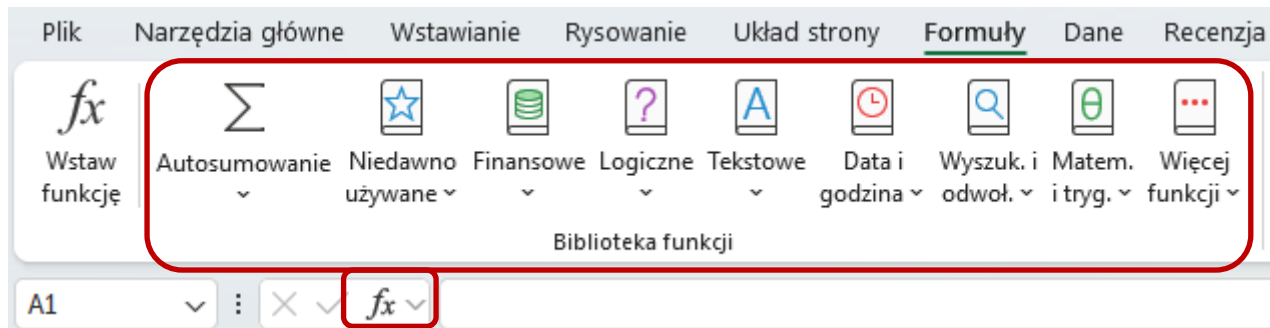 Plik Narzędzia główne Wstawianie Rysowanie Układ strony Formuły Dane Recenzja
fx Σ ? A θ
Wstaw funkcję
Autosumowanie
Niedawno używane
Finansowe
Logiczne
Tekstowe
Data i godzina
Wyszuk. i odwoł.
Matem. i tryg.
Więcej funkcji
Biblioteka funkcji
A1 fx